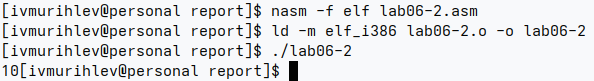 [ivmurihlev@personal report]$ nasm -f elf lab06-2.asm
[ivmurihlev@personal report]$ ld -m elf_i386 lab06-2.o -o lab06-2
[ivmurihlev@personal report]$ ./lab06-2
10[ivmurihlev@personal report]$